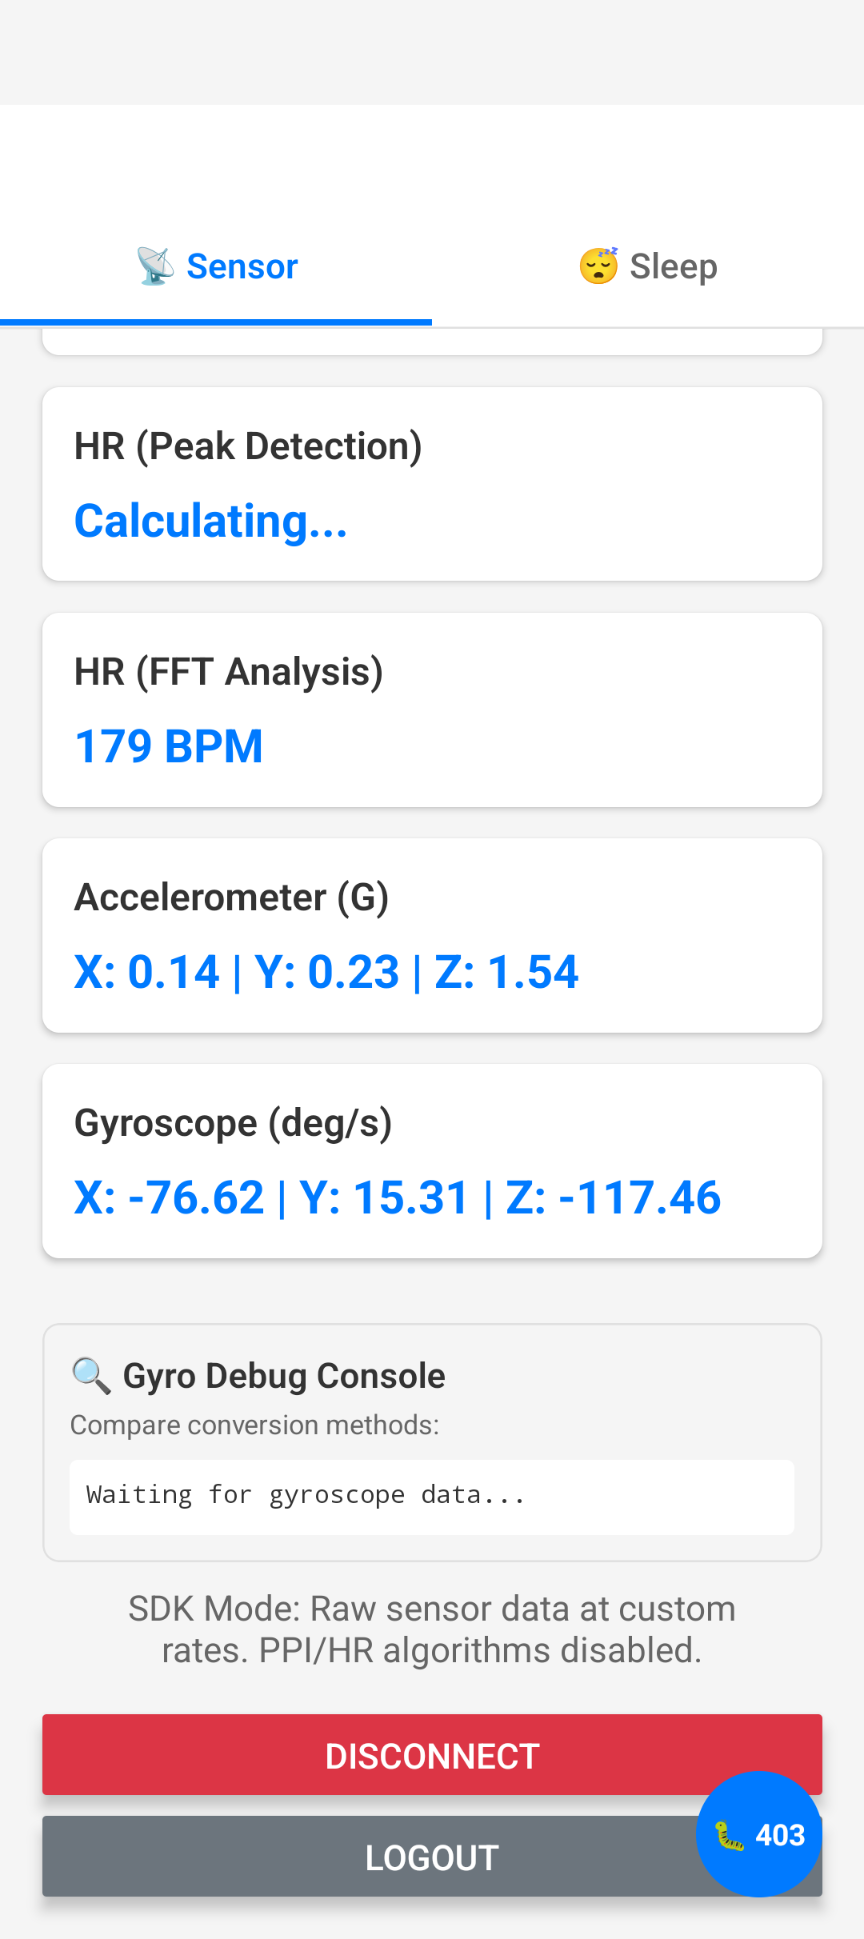 📡 Sensor
😴 Sleep
HR (Peak Detection)
Calculating...
HR (FFT Analysis)
179 BPM
Accelerometer (G)
X: 0.14 | Y: 0.23 | Z: 1.54
Gyroscope (deg/s)
X: -76.62 | Y: 15.31 | Z: -117.46
🔍 Gyro Debug Console
Compare conversion methods:
Waiting for gyroscope data...
SDK Mode: Raw sensor data at custom
rates. PPI/HR algorithms disabled.
DISCONNECT
🐛 403
LOGOUT